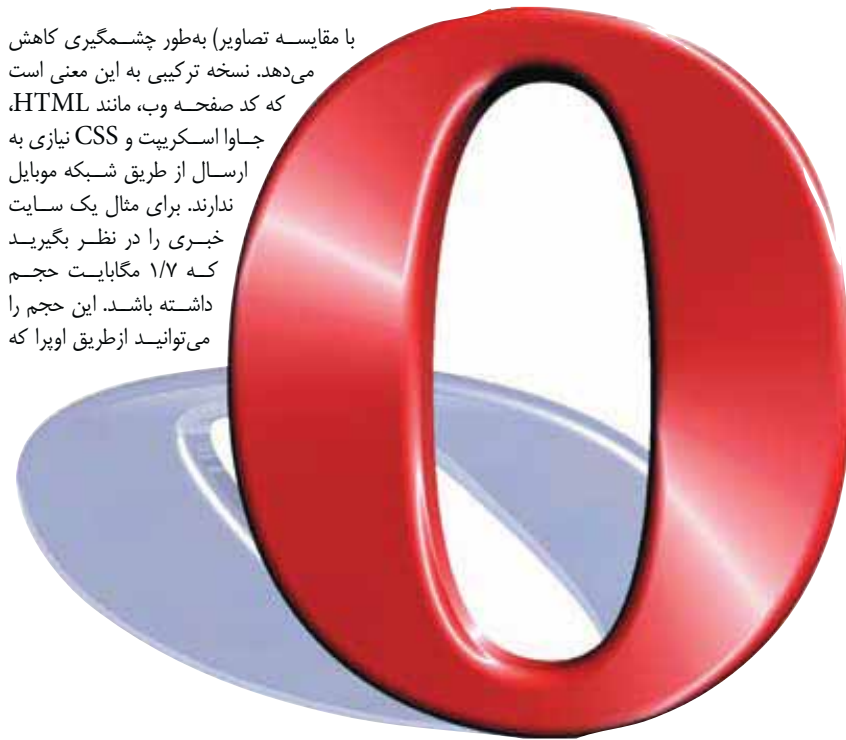 با مقایسه تصاویر) به‌طور چشمگیری کاهش
می‌دهد. نسخه ترکیبی به این معنی است
که کد صفحه وب، مانند HTML،
جاوا اسکریپت و CSS نیازی به
ارسال از طریق شبکه موبایل
ندارند. برای مثال یک سایت
خبری را در نظر بگیرید
که ۱/۷ مگابایت حجم
داشته باشد. این حجم را
می‌توانید ازطریق اوپرا که